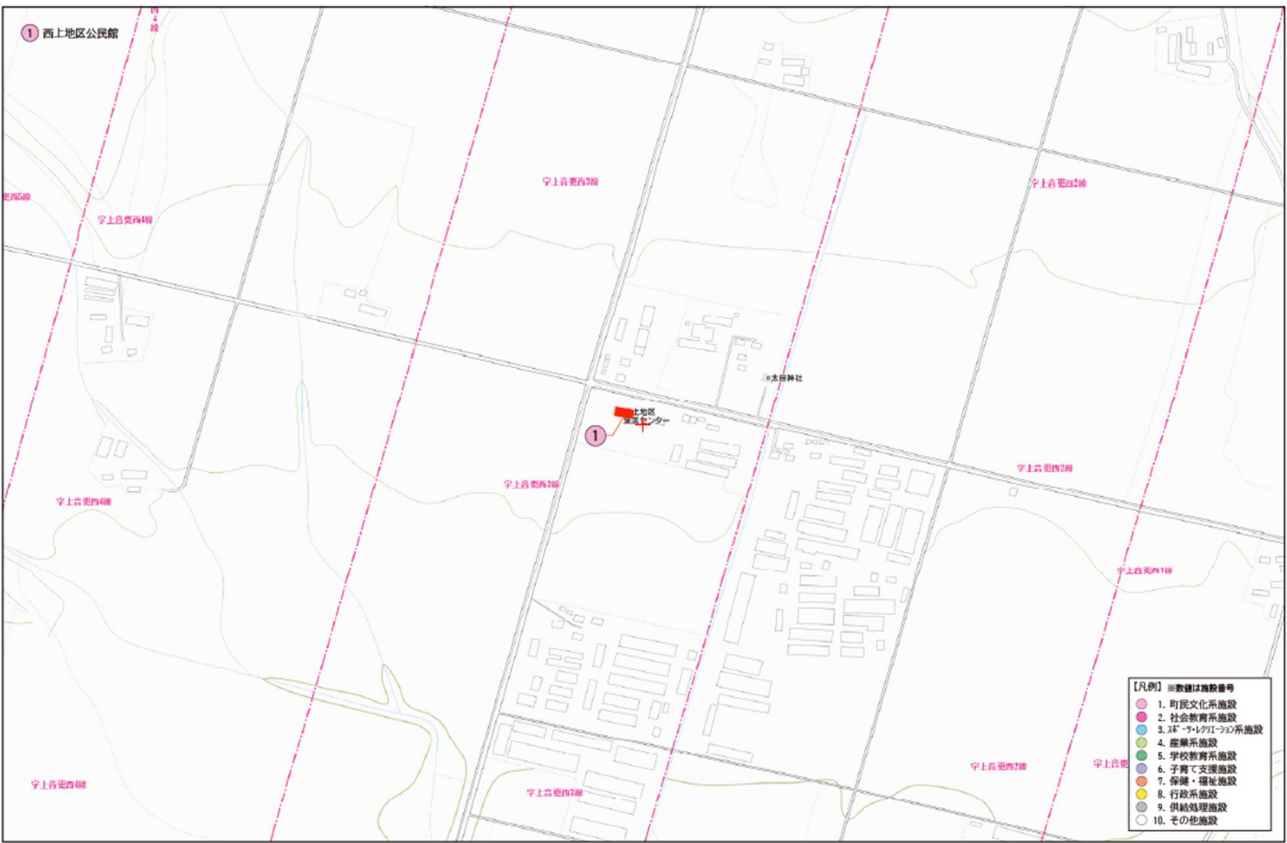 ① 西上地区公民館
西4線
字上音更西3線
字上音更西2線
更西5線
字上音更西4線
太田神社
上地区
センター
1
字上音更西2線
字上音更西3線
字上音更西4線
字上音更西1線
字上音更西2線
字上音更
字上音更西4線
字上音更西3線
【凡例】 ※数値は施設番号
1. 町民文化系施設
2. 社会教育系施設
3. スポーツ・レクリエーション系施設
4. 産業系施設
5. 学校教育系施設
6. 子育て支援施設
7. 保健・福祉施設
8. 行政系施設
9. 供給処理施設
10. その他施設